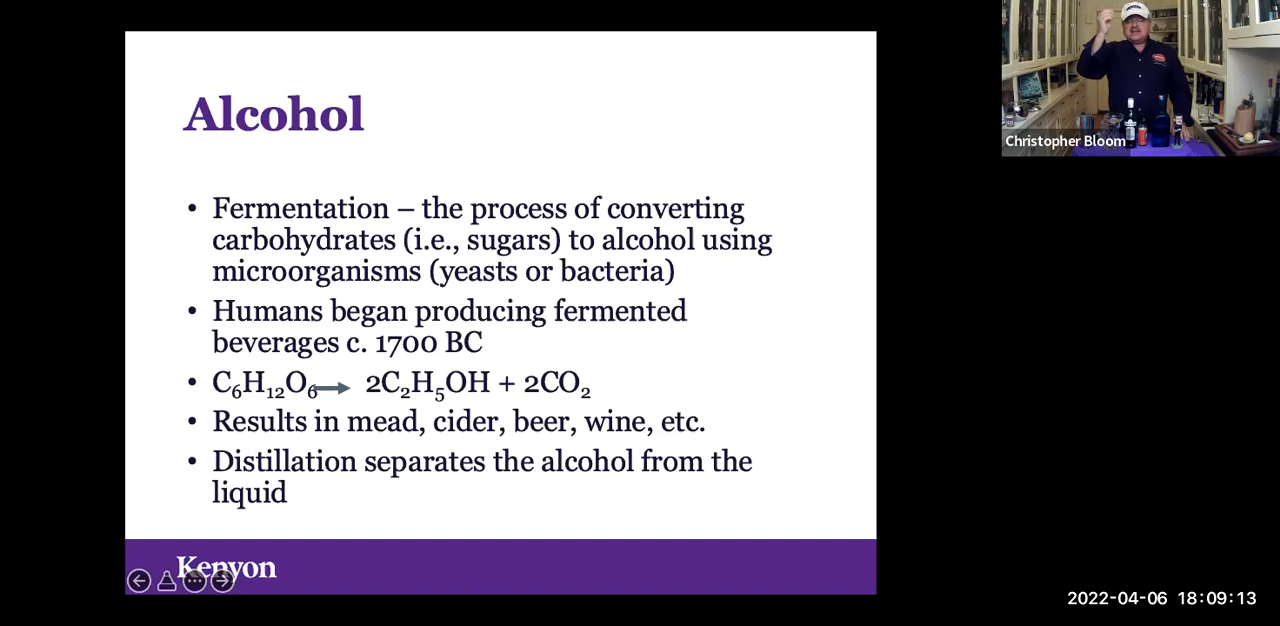 Alcohol
• Fermentation – the process of converting
carbohydrates (i.e., sugars) to alcohol using
microorganisms (yeasts or bacteria)
• Humans began producing fermented
beverages c. 1700 BC
• C₆H₁₂O₆ → 2C₂H₅OH + 2CO₂
• Results in mead, cider, beer, wine, etc.
• Distillation separates the alcohol from the
liquid
Kenyon
Christopher Bloom
2022-04-06 18:09:13